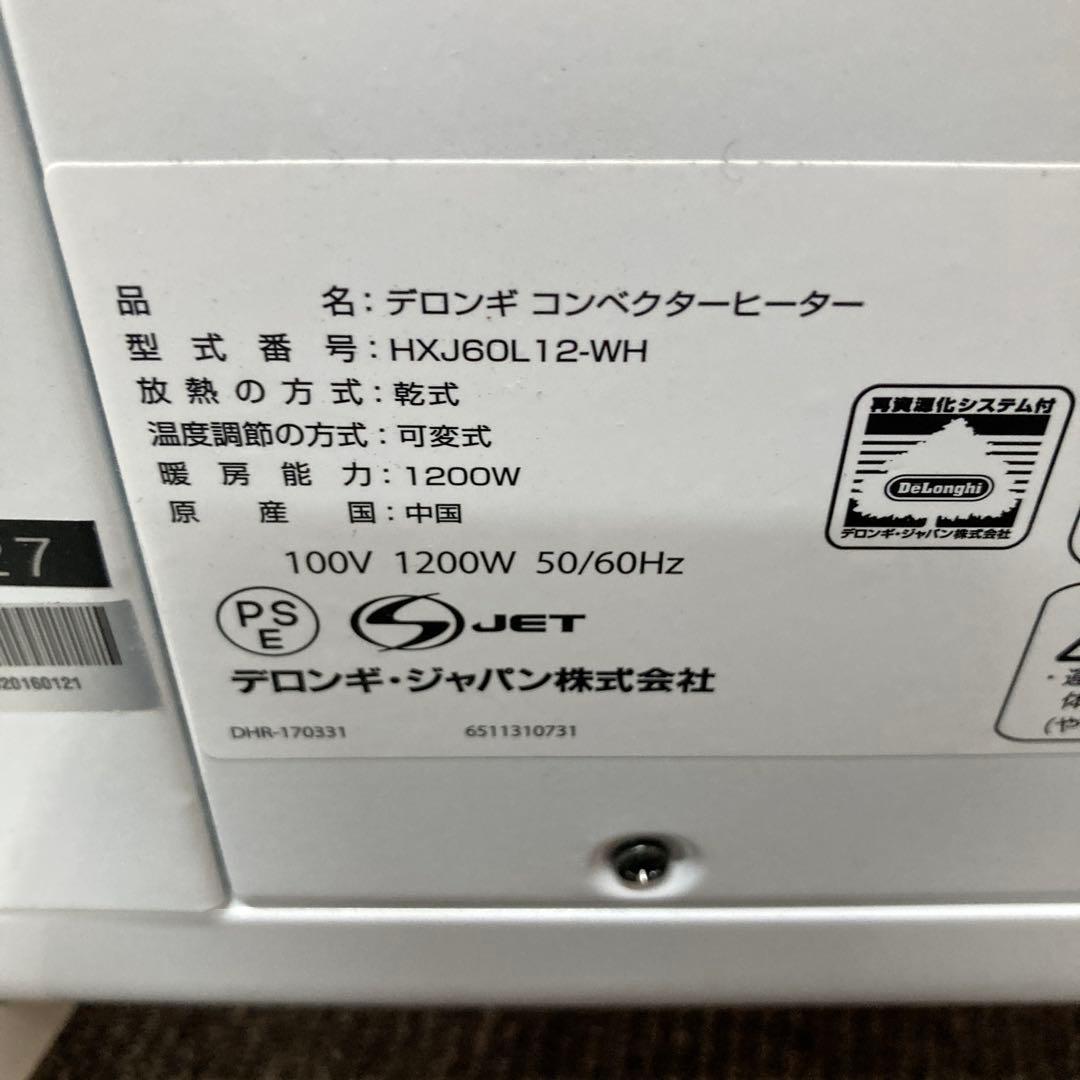 品名：デロンギ コンベクターヒーター
型式番号：HXJ60L12-WH
放熱の方式：乾式
温度調節の方式：可変式
暖房能力：1200W
原産国：中国
100V 1200W 50/60Hz
PSE
JET
デロンギ・ジャパン株式会社
DHR-170331 6511310731
再資源化システム付
DeLonghi
デロンギ・ジャパン株式会社
27
20160121
体
(や